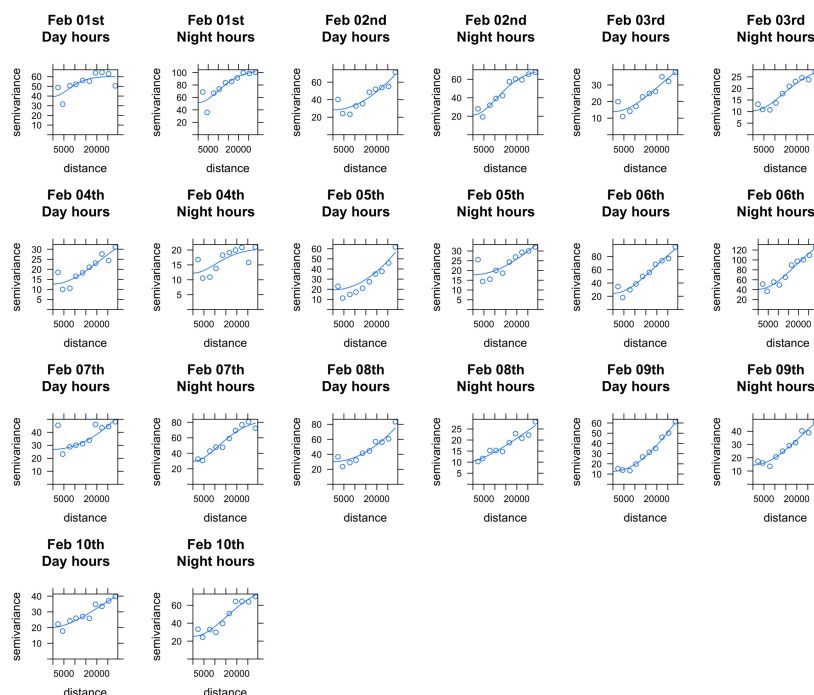 Feb 01st Feb 01st Feb 02nd Feb 02nd Feb 03rd Feb 03rd
Day hours Night hours Day hours Night hours Day hours Night hours
semivariance 60 50 40 30 20 10 semivariance 100 80 60 40 20 semivariance 60 40 20 semivariance 60 40 20 semivariance 30 20 10 semivariance 25 20 15 10 5
5000 20000 5000 20000 5000 20000 5000 20000 5000 20000 5000 20000
distance distance distance distance distance distance
Feb 04th Feb 04th Feb 05th Feb 05th Feb 06th Feb 06th
Day hours Night hours Day hours Night hours Day hours Night hours
semivariance 30 25 20 15 10 5 semivariance 20 15 10 5 semivariance 60 50 40 30 20 10 semivariance 30 25 20 15 10 5 semivariance 80 60 40 20 semivariance 120 100 80 60 40 20
5000 20000 5000 20000 5000 20000 5000 20000 5000 20000 5000 20000
distance distance distance distance distance distance
Feb 07th Feb 07th Feb 08th Feb 08th Feb 09th Feb 09th
Day hours Night hours Day hours Night hours Day hours Night hours
semivariance 40 30 20 10 semivariance 80 60 40 20 semivariance 80 60 40 20 semivariance 25 20 15 10 5 semivariance 60 50 40 30 20 10 semivariance 40 30 20 10
5000 20000 5000 20000 5000 20000 5000 20000 5000 20000 5000 20000
distance distance distance distance distance distance
Feb 10th Feb 10th
Day hours Night hours
semivariance 40 30 20 10 semivariance 60 40 20
5000 20000 5000 20000
distance distance